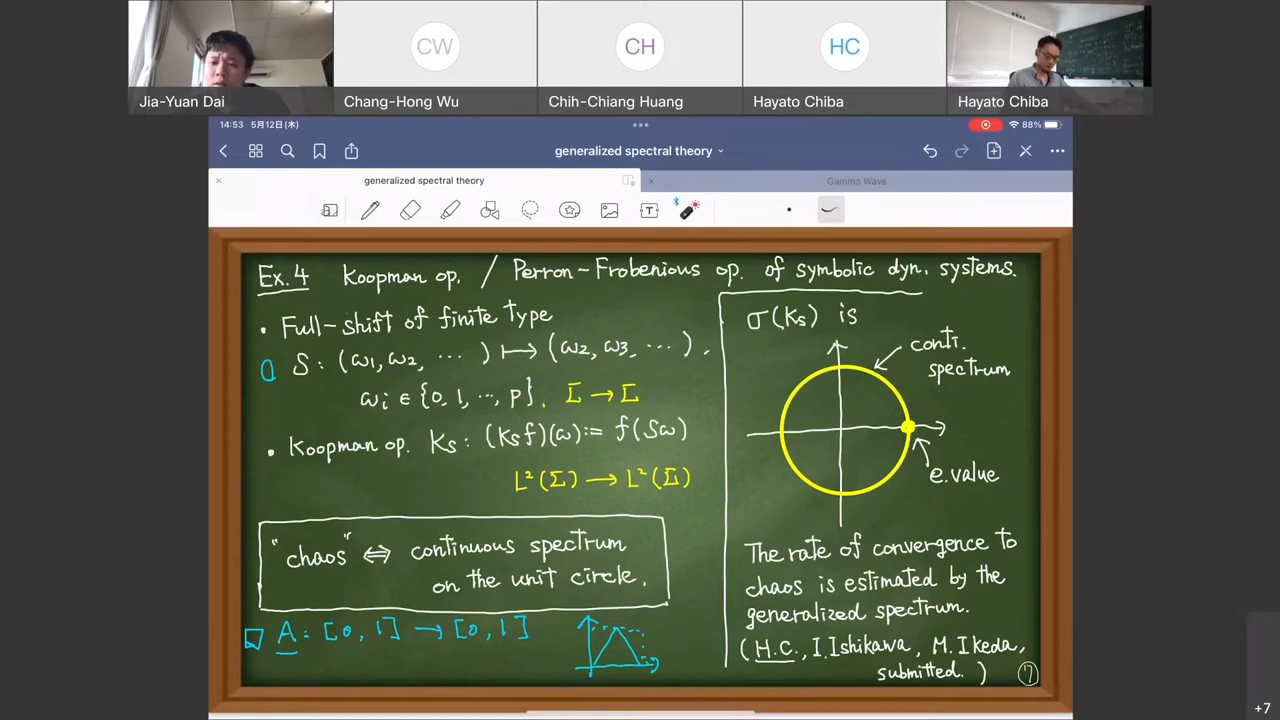 CW
CH
HC
Jia-Yuan Dai
Chang-Hong Wu
Chih-Chiang Huang
Hayato Chiba
Hayato Chiba
14:53 5月12日(木)
88%
generalized spectral theory
generalized spectral theory
Gamma Wave
Ex.4 Koopman op. / Perron-Frobenious op. of symbolic dyn. systems.
• Full-shift of finite type
S : (ω1, ω2, ⋯ ) ↦ (ω2, ω3, ⋯ ) ,
ωi ∈ {0, 1, ⋯, p}. Σ → Σ
• Koopman op. Ks : (Ks f)(ω) := f(Sω)
L²(Σ) → L²(Σ)
"chaos" ⇔ continuous spectrum
on the unit circle.
A : [0, 1] → [0, 1]
σ(Ks) is
conti.
spectrum
e.value
The rate of convergence to
chaos is estimated by the
generalized spectrum.
(H.C., I.Ishikawa, M.Ikeda,
submitted. )
17
+7